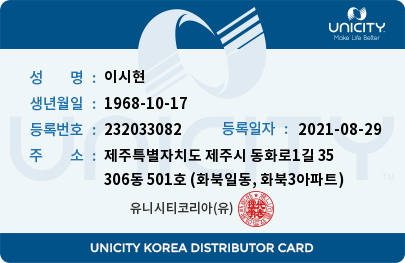 UNICITY
Make Life Better
성 명 : 이시현
생년월일 : 1968-10-17
등록번호 : 232033082 등록일자 : 2021-08-29
주 소 : 제주특별자치도 제주시 동화로1길 35
306동 501호 (화북일동, 화북3아파트)
유니시티코리아(유)
UNICITY
TM
UNICITY KOREA DISTRIBUTOR CARD